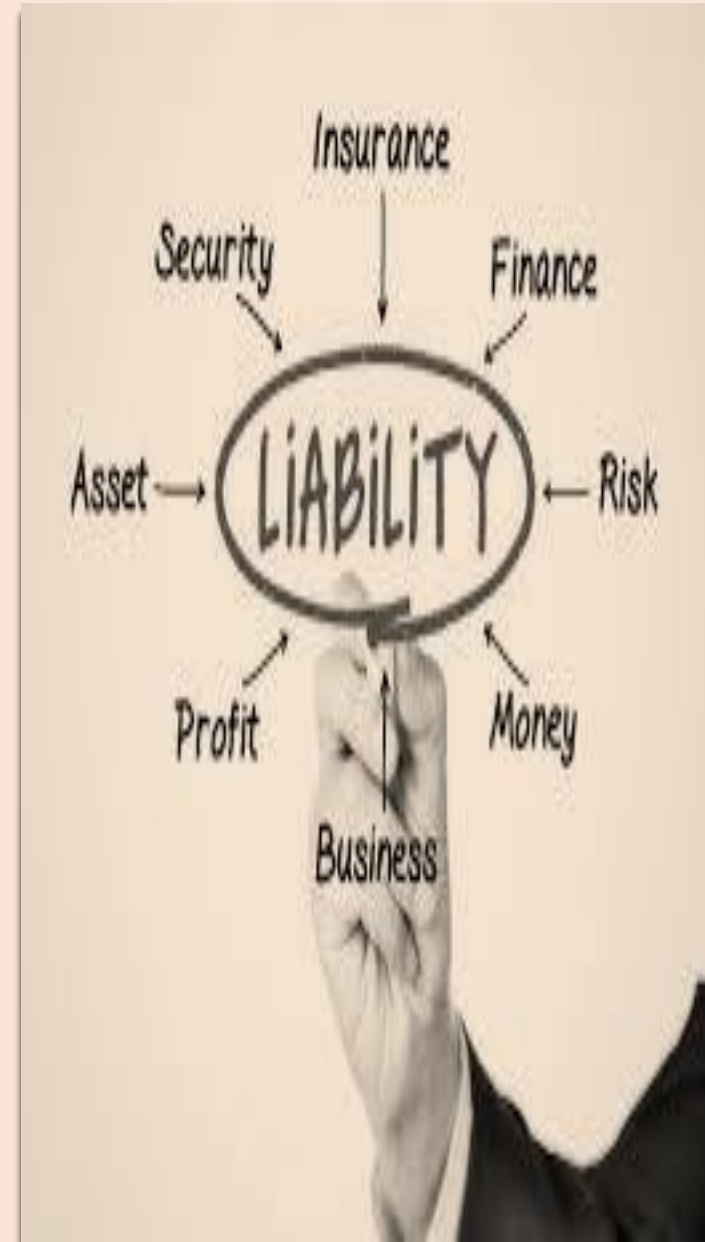 Insurance
Security
Finance
LiABiLiTY
Asset
Risk
Profit
Money
Business